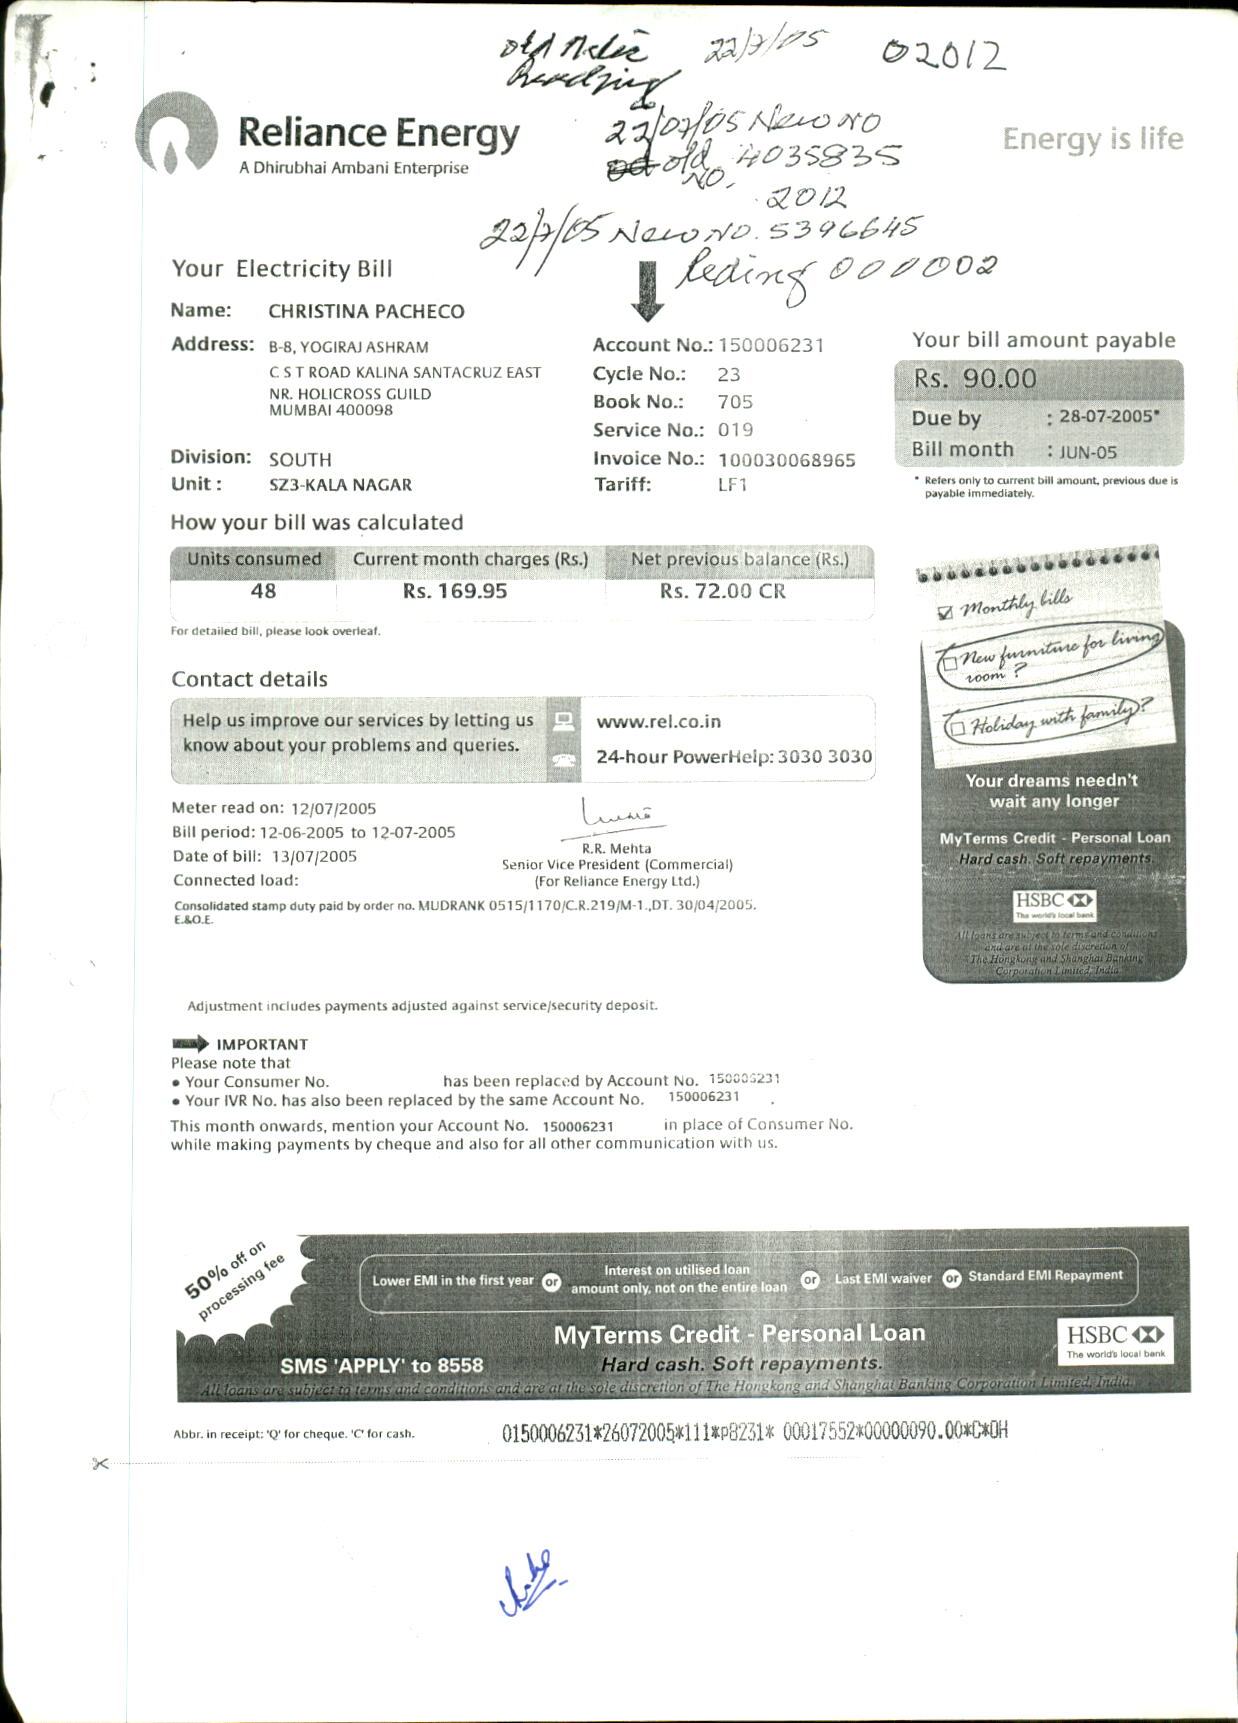 old 22/7/05 02012
Reading
22/07/05 New NO
old 4035835
NO.
2012
22/7/05 New NO. 5396645
Reding 000002
Reliance Energy
A Dhirubhai Ambani Enterprise
Energy is life
Your Electricity Bill
Name: CHRISTINA PACHECO
Address: B-8, YOGIRAJ ASHRAM
C S T ROAD KALINA SANTACRUZ EAST
NR. HOLICROSS GUILD
MUMBAI 400098
Division: SOUTH
Unit : SZ3-KALA NAGAR
Account No.: 150006231
Cycle No.: 23
Book No.: 705
Service No.: 019
Invoice No.: 100030068965
Tariff: LF1
Your bill amount payable
Rs. 90.00
Due by : 28-07-2005*
Bill month : JUN-05
* Refers only to current bill amount, previous due is
payable immediately.
How your bill was calculated
Units consumed Current month charges (Rs.) Net previous balance (Rs.)
48 Rs. 169.95 Rs. 72.00 CR
For detailed bill, please look overleaf.
Contact details
Help us improve our services by letting us
know about your problems and queries.
www.rel.co.in
24-hour PowerHelp: 3030 3030
Meter read on: 12/07/2005
Bill period: 12-06-2005 to 12-07-2005
Date of bill: 13/07/2005
Connected load:
R.R. Mehta
Senior Vice President (Commercial)
(For Reliance Energy Ltd.)
Consolidated stamp duty paid by order no. MUDRANK 0515/1170/C.R.219/M-1.,DT. 30/04/2005.
E.&O.E.
Monthly bills
New furniture for living
room ?
Holiday with family?
Your dreams needn't
wait any longer
MyTerms Credit - Personal Loan
Hard cash. Soft repayments.
HSBC
The world's local bank
All loans are subject to terms and conditions
and are at the sole discretion of
The Hongkong and Shanghai Banking
Corporation Limited, India.
Adjustment includes payments adjusted against service/security deposit.
IMPORTANT
Please note that
• Your Consumer No. has been replaced by Account No. 150006231
• Your IVR No. has also been replaced by the same Account No. 150006231 .
This month onwards, mention your Account No. 150006231 in place of Consumer No.
while making payments by cheque and also for all other communication with us.
50% off on
processing fee
Lower EMI in the first year or Interest on utilised loan amount only, not on the entire loan or Last EMI waiver or Standard EMI Repayment
MyTerms Credit - Personal Loan
HSBC
The world's local bank
SMS 'APPLY' to 8558
Hard cash. Soft repayments.
All loans are subject to terms and conditions and are at the sole discretion of The Hongkong and Shanghai Banking Corporation Limited, India.
Abbr. in receipt: 'Q' for cheque. 'C' for cash.
0150006231*26072005*111*P8231* 00017552*00000090.00*C*OH